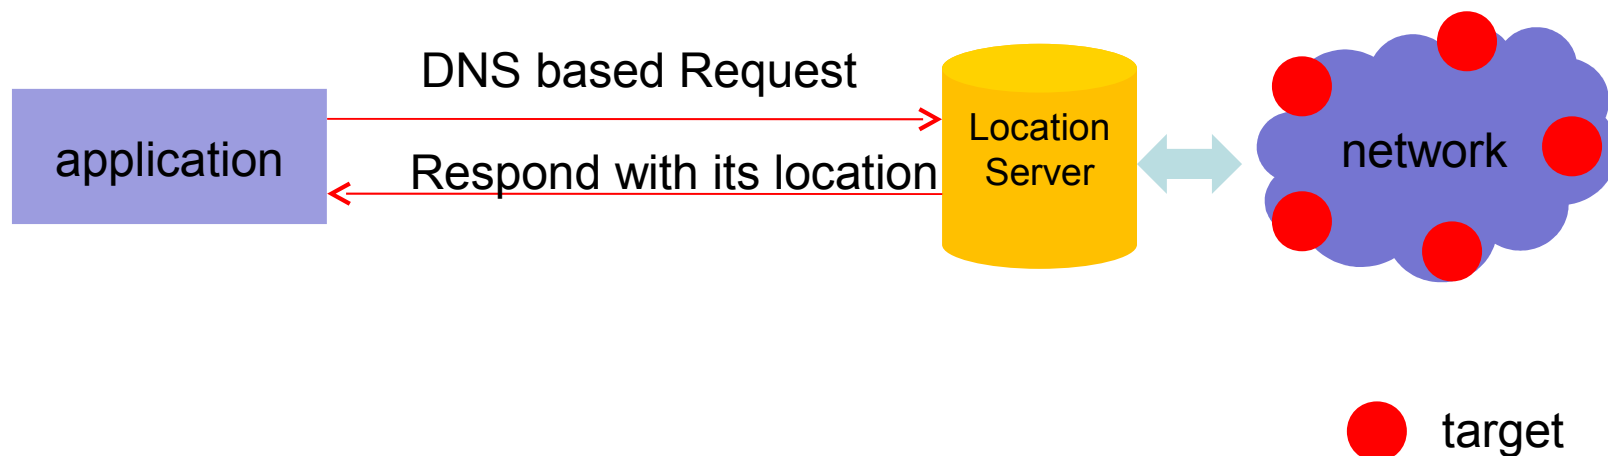 DNS based Request
application
Respond with its location
Location
Server
network
target